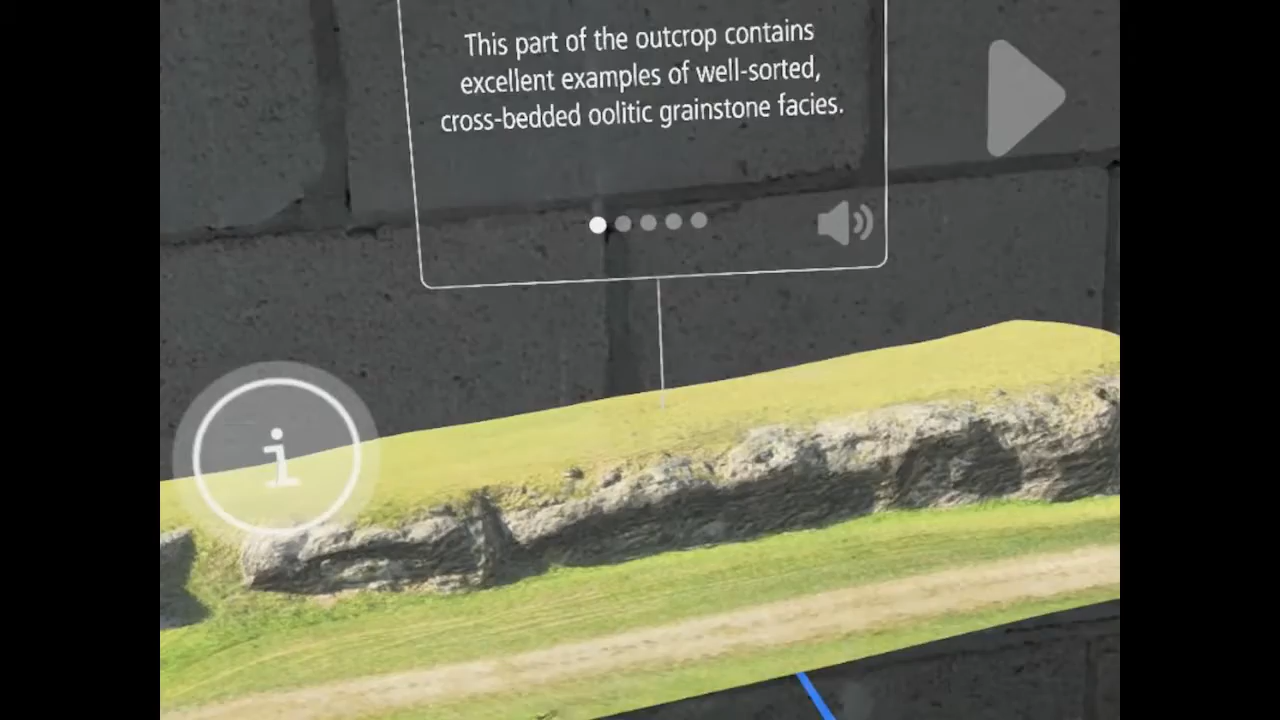 This part of the outcrop contains
excellent examples of well-sorted,
cross-bedded oolitic grainstone facies.
i